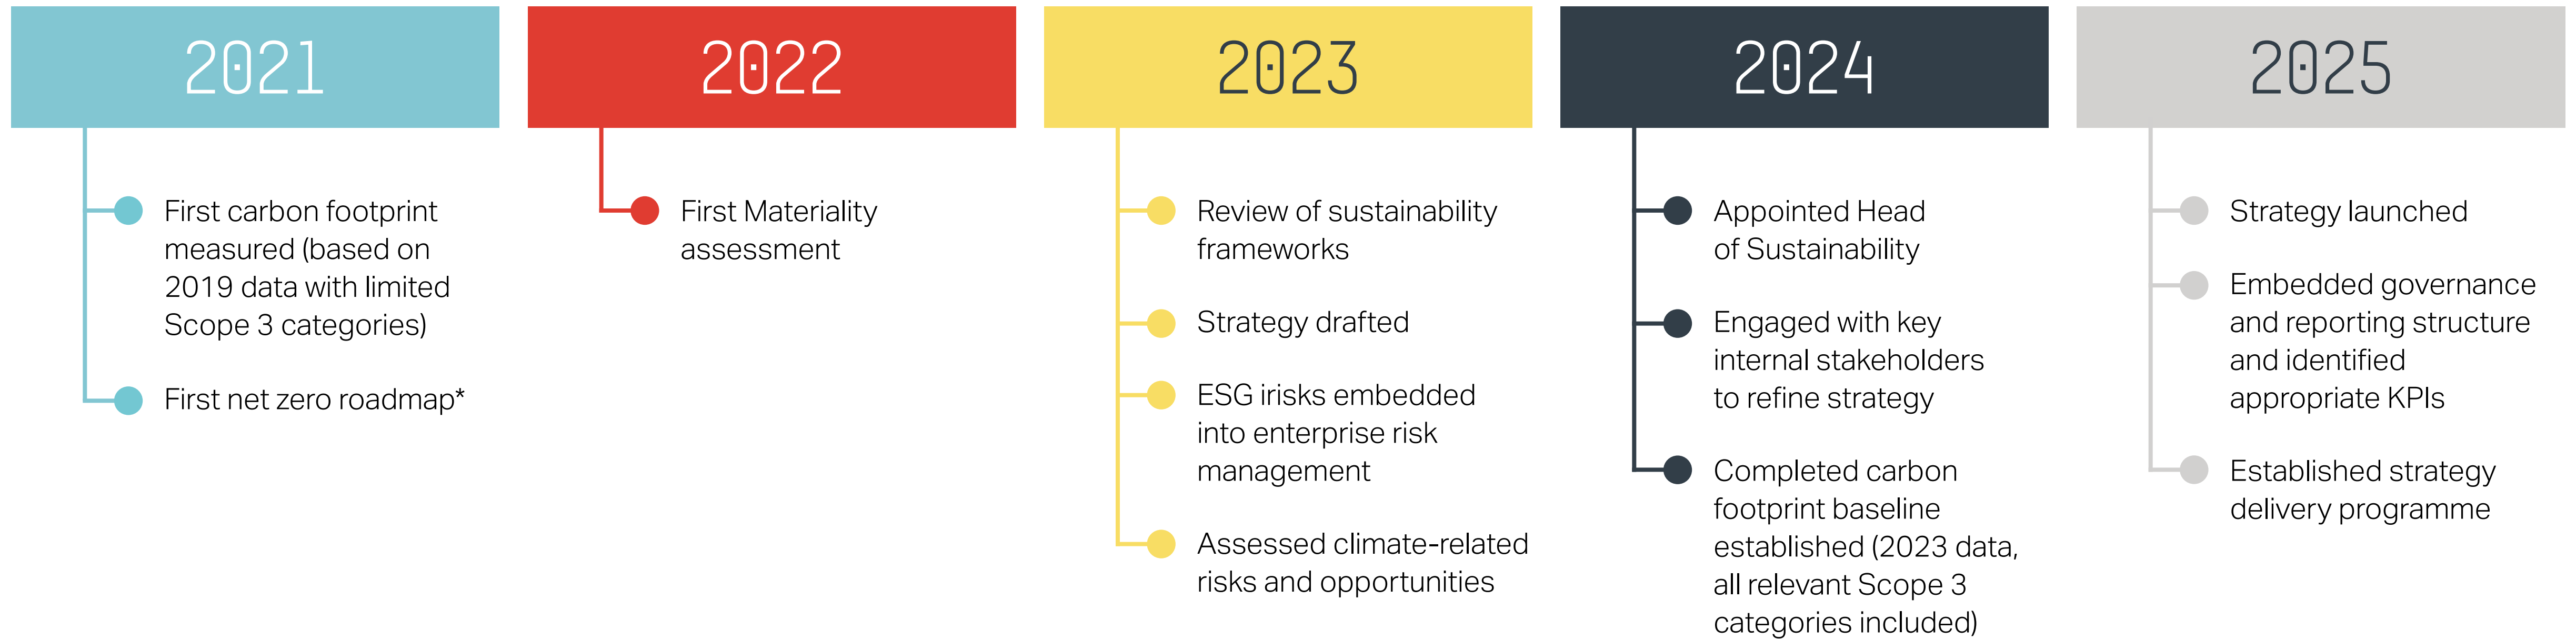 2021
First carbon footprint
measured (based on
2019 data with limited
Scope 3 categories)
First net zero roadmap*
2022
First Materiality
assessment
2023
Review of sustainability
frameworks
Strategy drafted
ESG irisks embedded
into enterprise risk
management
Assessed climate-related
risks and opportunities
2024
Appointed Head
of Sustainability
Engaged with key
internal stakeholders
to refine strategy
Completed carbon
footprint baseline
established (2023 data,
all relevant Scope 3
categories included)
2025
Strategy launched
Embedded governance
and reporting structure
and identified
appropriate KPIs
Established strategy
delivery programme